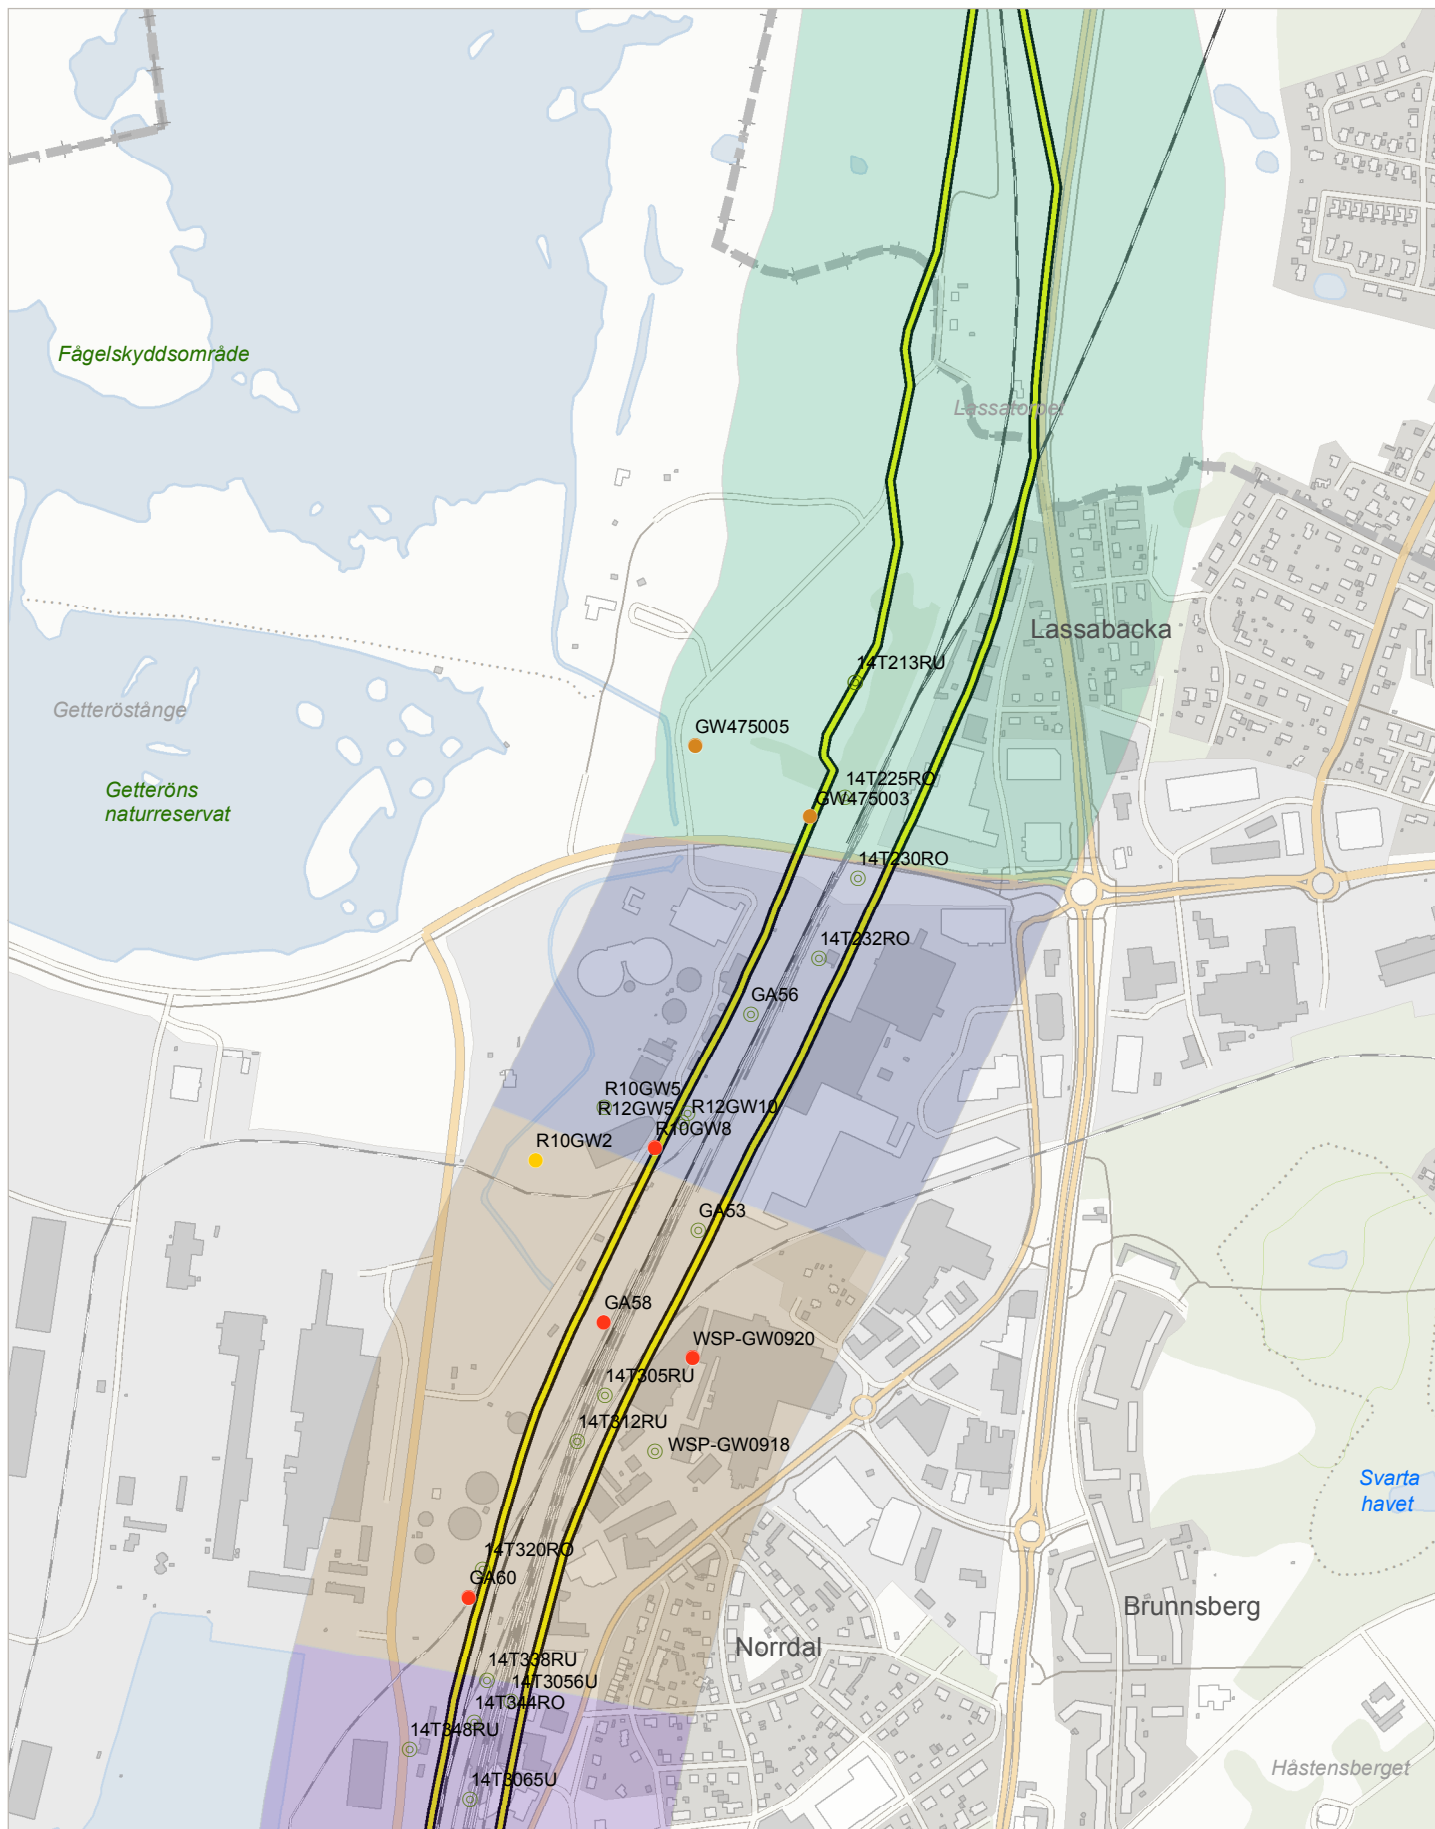 Fågelskyddsområde
Lassatorpet
Lassabacka
14T213RU
Getteröstånge
GW475005
14T225RO
Getteröns
naturreservat
GW475003
14T230RO
14T232RO
GA56
R10GW5
R12GW5
R12GW10
R10GW8
R10GW2
GA53
GA58
WSP-GW0920
14T305RU
14T312RU
WSP-GW0918
Svarta
havet
14T320RO
GA60
Brunnsberg
Norrdal
14T338RU
14T3056U
14T344RO
14T348RU
Håstensberget
14T3065U